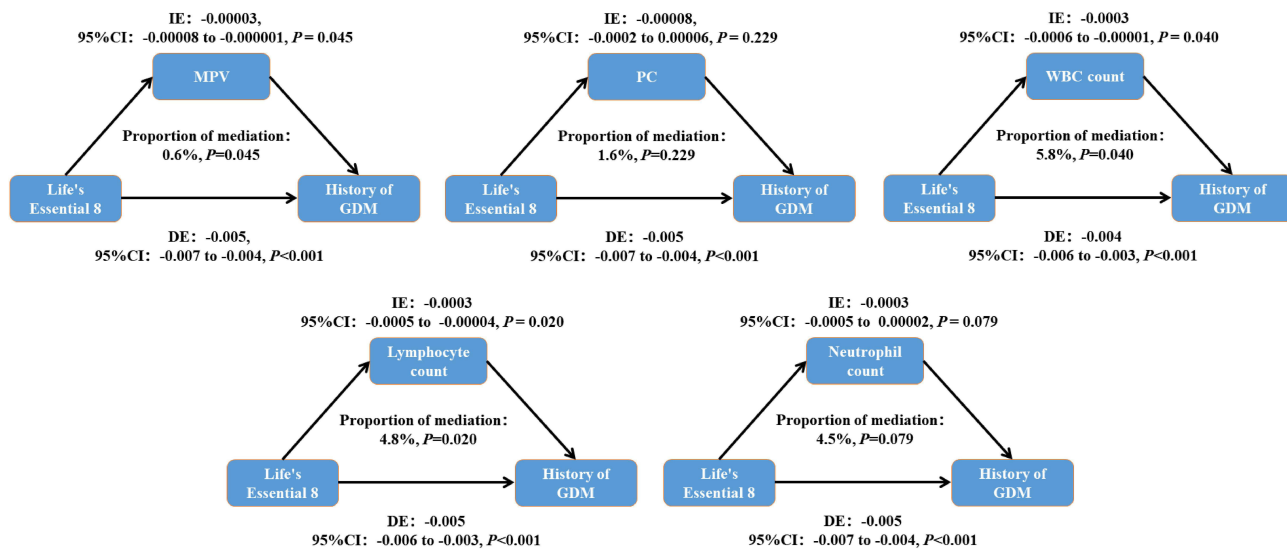 IE： -0.00003,
95%CI： -0.00008 to -0.000001, P = 0.045
MPV
Proportion of mediation：
0.6%, P=0.045
Life's
Essential 8
History of
GDM
DE： -0.005,
95%CI： -0.007 to -0.004, P<0.001
IE： -0.00008,
95%CI： -0.0002 to 0.00006, P = 0.229
PC
Proportion of mediation：
1.6%, P=0.229
Life's
Essential 8
History of
GDM
DE： -0.005
95%CI： -0.007 to -0.004, P<0.001
IE： -0.0003
95%CI： -0.0006 to -0.00001, P = 0.040
WBC count
Proportion of mediation：
5.8%, P=0.040
Life's
Essential 8
History of
GDM
DE： -0.004
95%CI： -0.006 to -0.003, P<0.001
IE： -0.0003
95%CI： -0.0005 to -0.00004, P = 0.020
Lymphocyte
count
Proportion of mediation：
4.8%, P=0.020
Life's
Essential 8
History of
GDM
DE： -0.005
95%CI： -0.006 to -0.003, P<0.001
IE： -0.0003
95%CI： -0.0005 to 0.00002, P = 0.079
Neutrophil
count
Proportion of mediation：
4.5%, P=0.079
Life's
Essential 8
History of
GDM
DE： -0.005
95%CI： -0.007 to -0.004, P<0.001